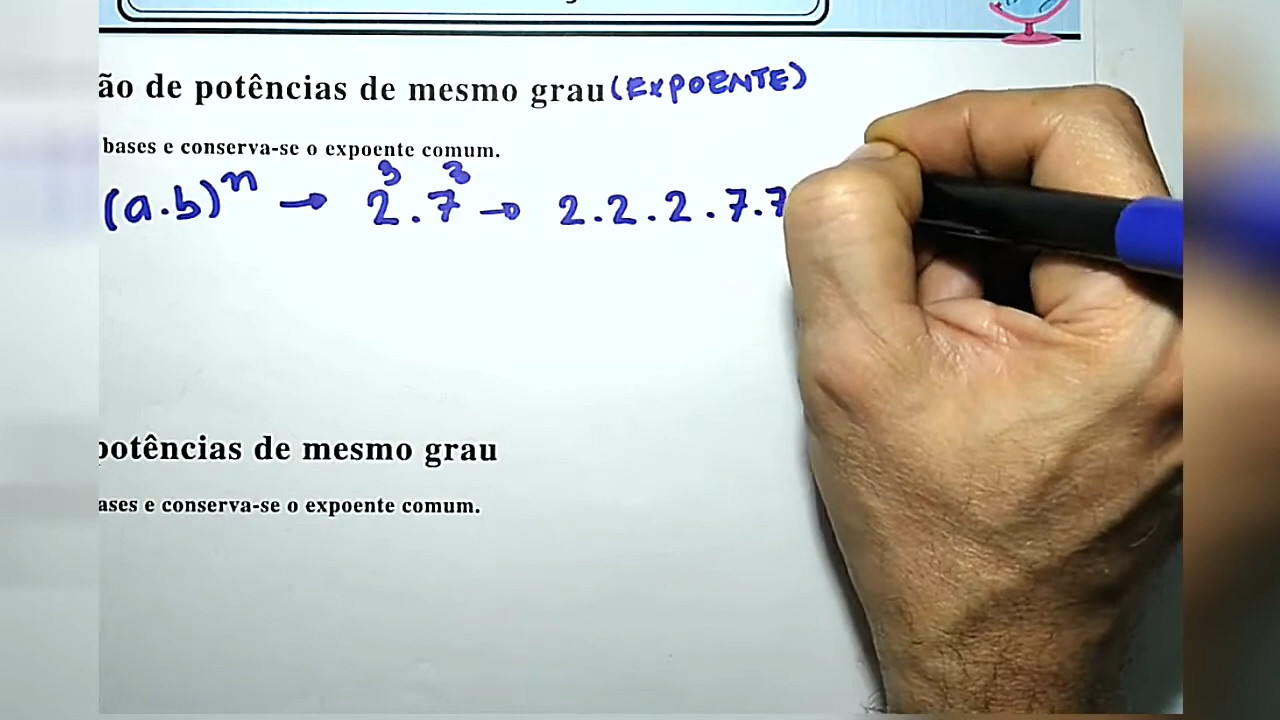 ão de potências de mesmo grau (EXPOENTE)
bases e conserva-se o expoente comum.
(a.b)ⁿ → 2³.7³ → 2.2.2.7.7
potências de mesmo grau
ases e conserva-se o expoente comum.